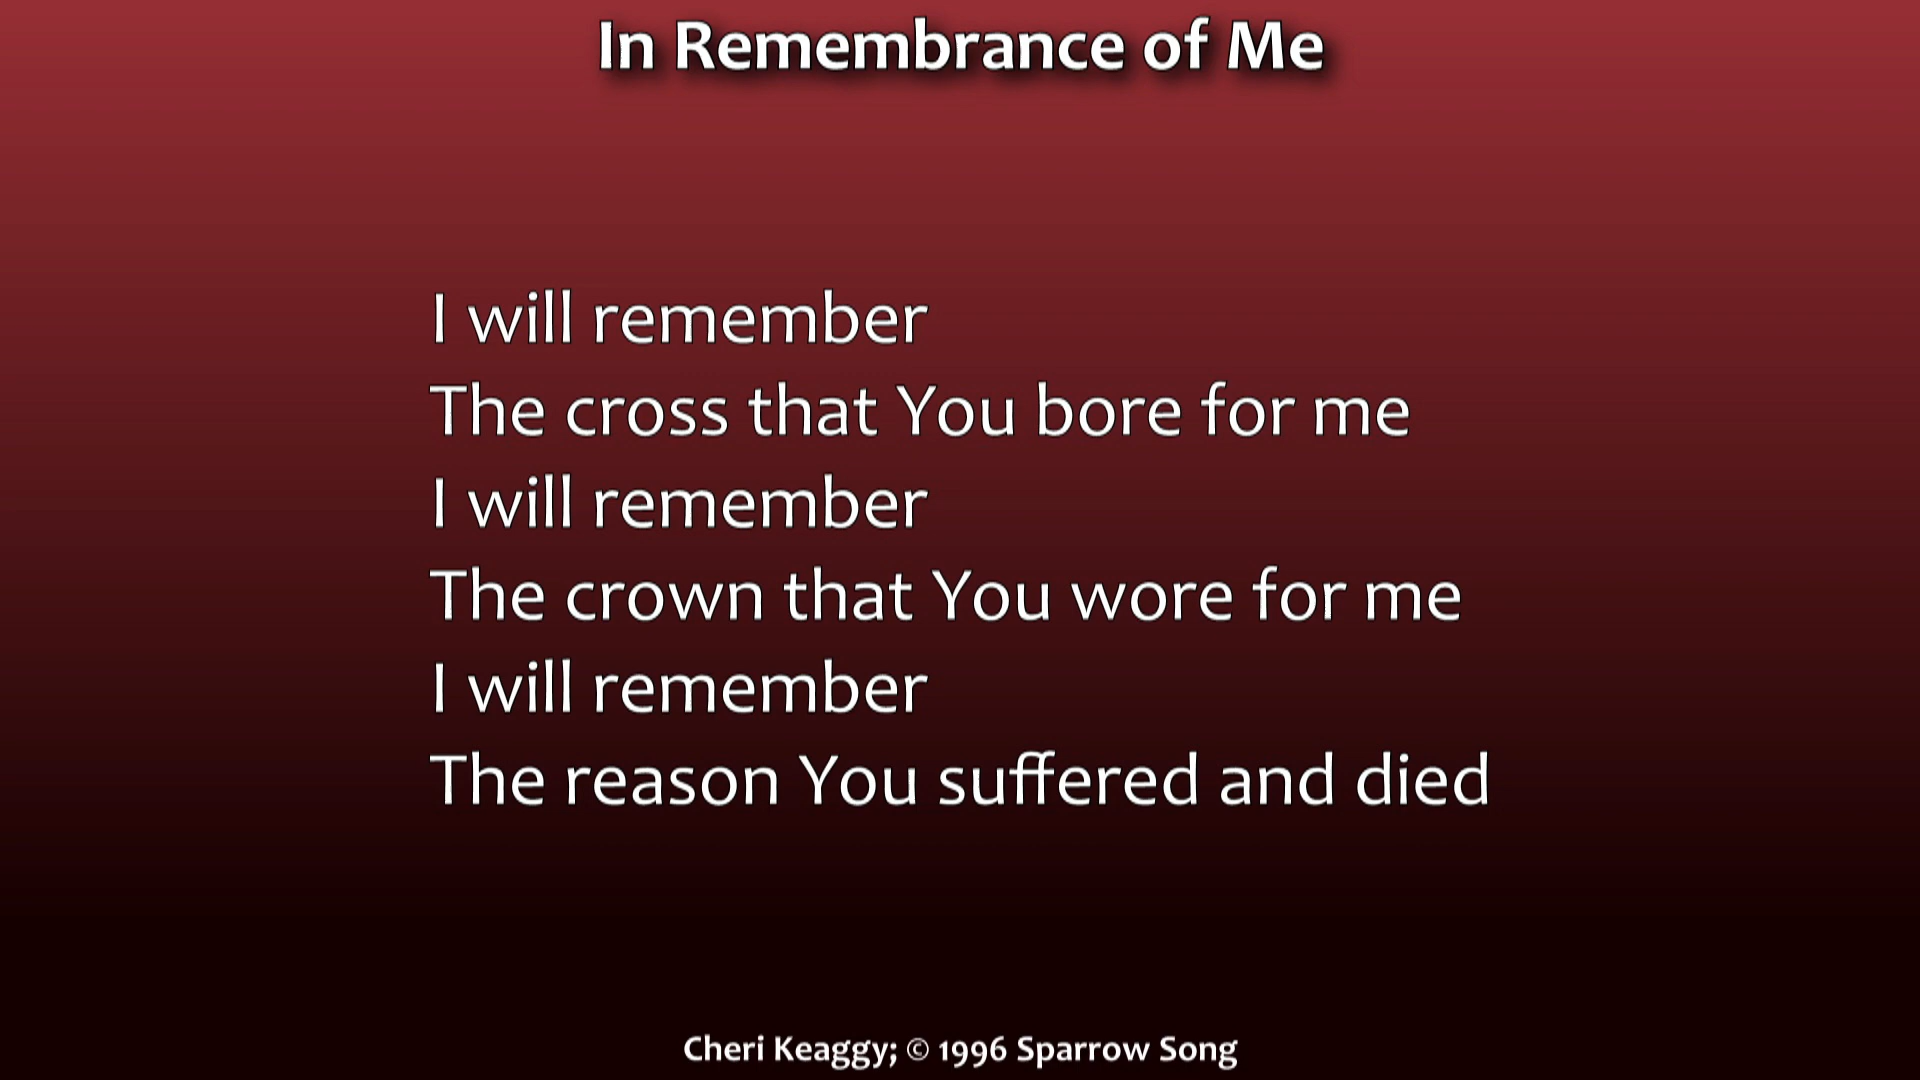 In Remembrance of Me
I will remember
The cross that You bore for me
I will remember
The crown that You wore for me
I will remember
The reason You suffered and died
Cheri Keaggy; © 1996 Sparrow Song